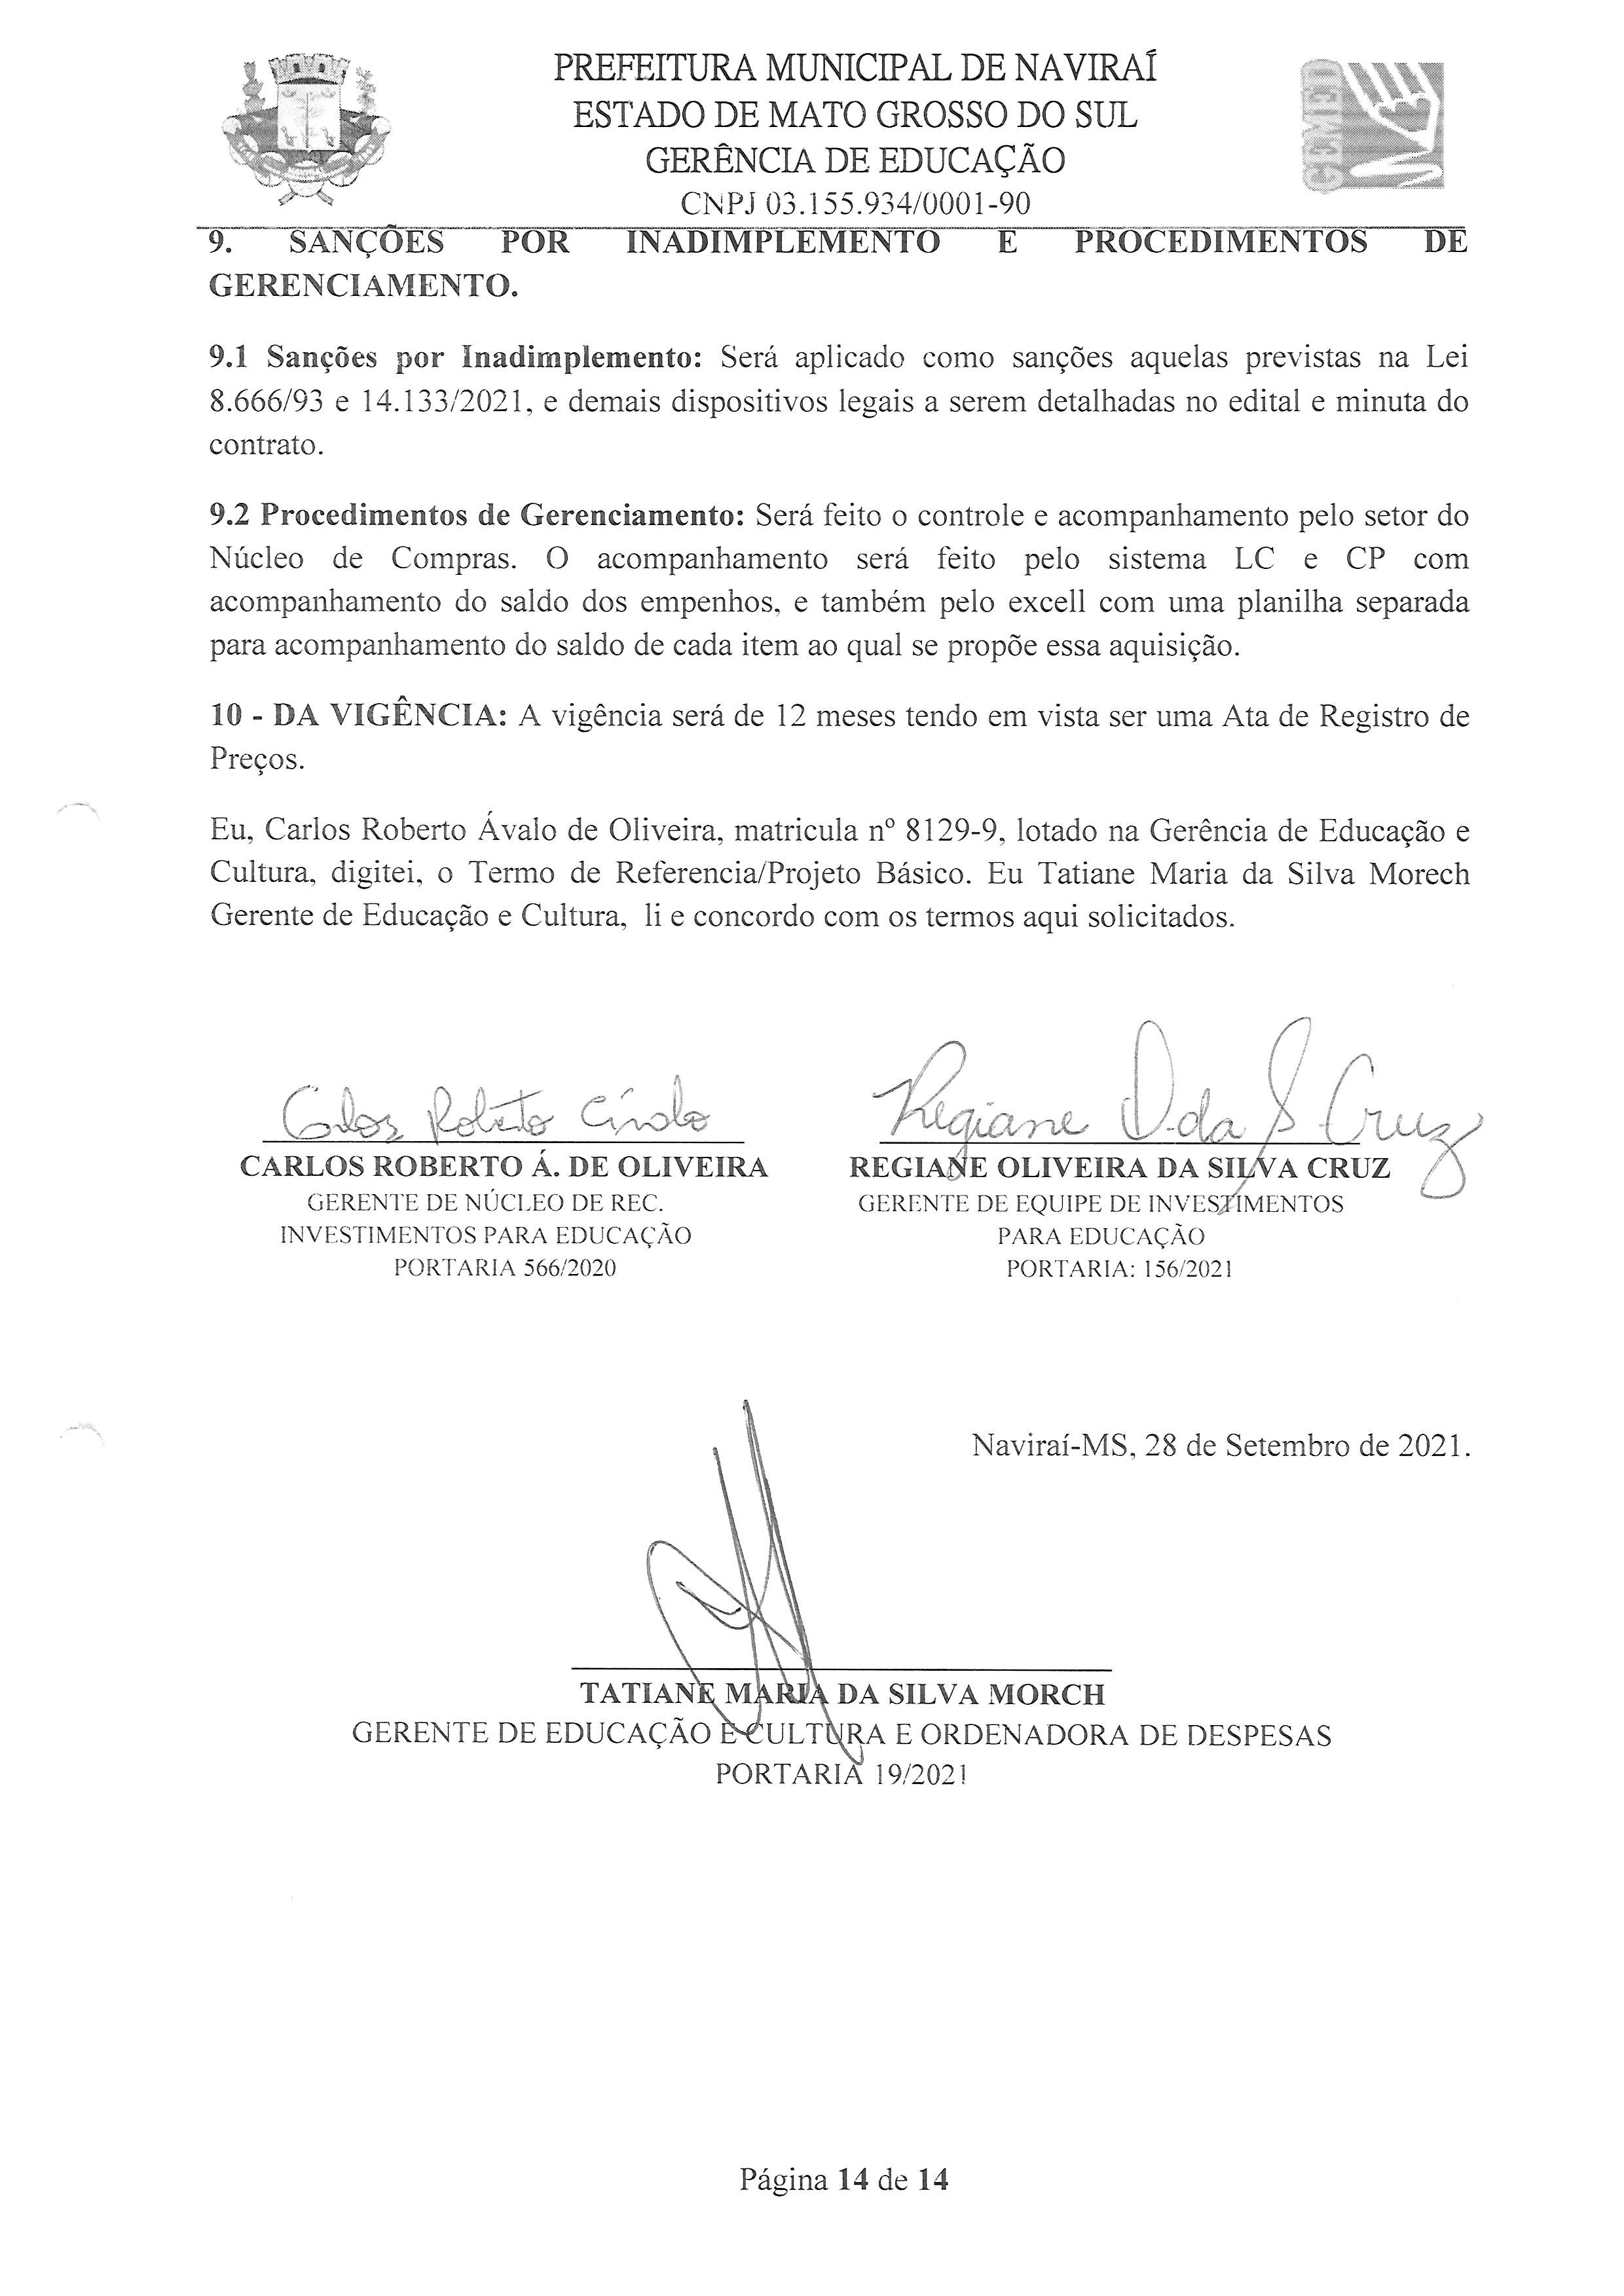 PREFEITURA MUNICIPAL DE NAVIRAÍ
ESTADO DE MATO GROSSO DO SUL
GERÊNCIA DE EDUCAÇÃO
CNPJ 03.155.934/0001-90
GEMED
9. SANÇÕES POR INADIMPLEMENTO E PROCEDIMENTOS DE
GERENCIAMENTO.
9.1 Sanções por Inadimplemento: Será aplicado como sanções aquelas previstas na Lei
8.666/93 e 14.133/2021, e demais dispositivos legais a serem detalhadas no edital e minuta do
contrato.
9.2 Procedimentos de Gerenciamento: Será feito o controle e acompanhamento pelo setor do
Núcleo de Compras. O acompanhamento será feito pelo sistema LC e CP com
acompanhamento do saldo dos empenhos, e também pelo excell com uma planilha separada
para acompanhamento do saldo de cada item ao qual se propõe essa aquisição.
10 - DA VIGÊNCIA: A vigência será de 12 meses tendo em vista ser uma Ata de Registro de
Preços.
Eu, Carlos Roberto Ávalo de Oliveira, matricula nº 8129-9, lotado na Gerência de Educação e
Cultura, digitei, o Termo de Referencia/Projeto Básico. Eu Tatiane Maria da Silva Morech
Gerente de Educação e Cultura, li e concordo com os termos aqui solicitados.
Carlos Roberto
Regiane O. da S. Cruz
CARLOS ROBERTO Á. DE OLIVEIRA
GERENTE DE NÚCLEO DE REC.
INVESTIMENTOS PARA EDUCAÇÃO
PORTARIA 566/2020
REGIANE OLIVEIRA DA SILVA CRUZ
GERENTE DE EQUIPE DE INVESTIMENTOS
PARA EDUCAÇÃO
PORTARIA: 156/2021
Naviraí-MS, 28 de Setembro de 2021.
TATIANE MARIA DA SILVA MORCH
GERENTE DE EDUCAÇÃO E CULTURA E ORDENADORA DE DESPESAS
PORTARIA 19/2021
Página 14 de 14